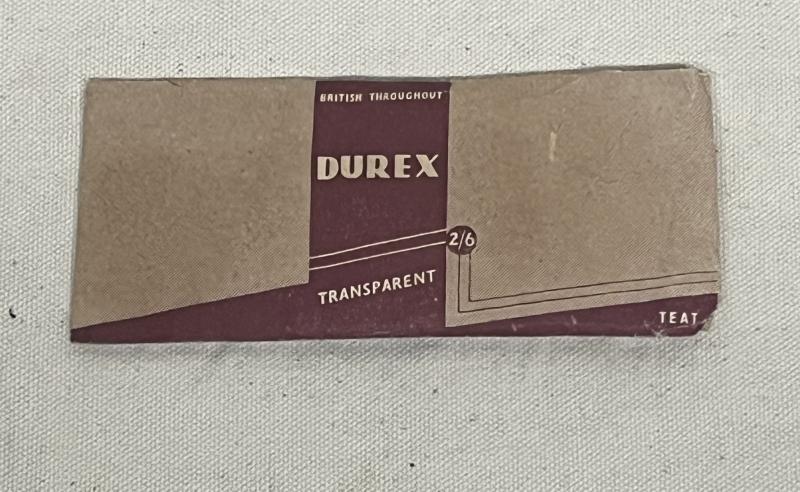 BRITISH THROUGHOUT
DUREX
2/6
TRANSPARENT
TEAT